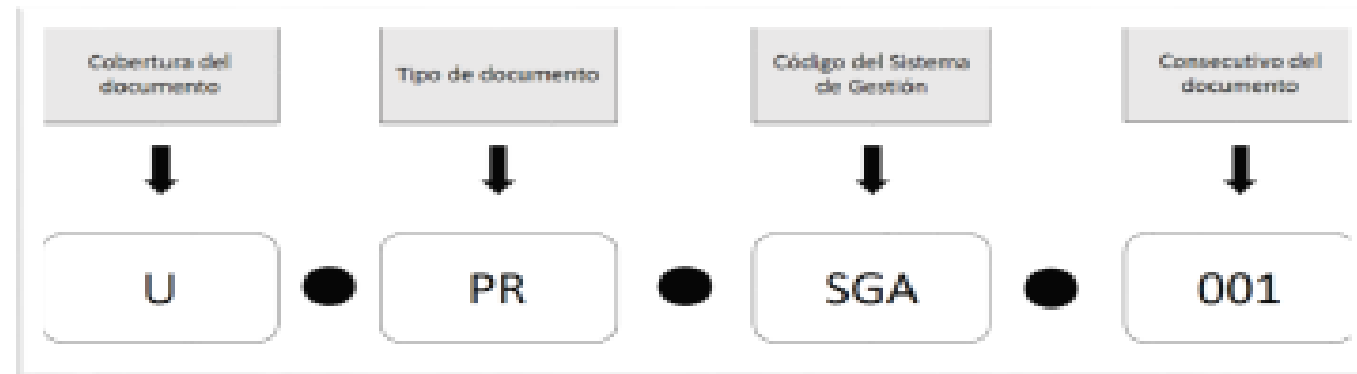 Cobertura del
documento
Tipo de documento
Código del Sistema
de Gestión
Consecutivo del
documento
U
PR
SGA
001